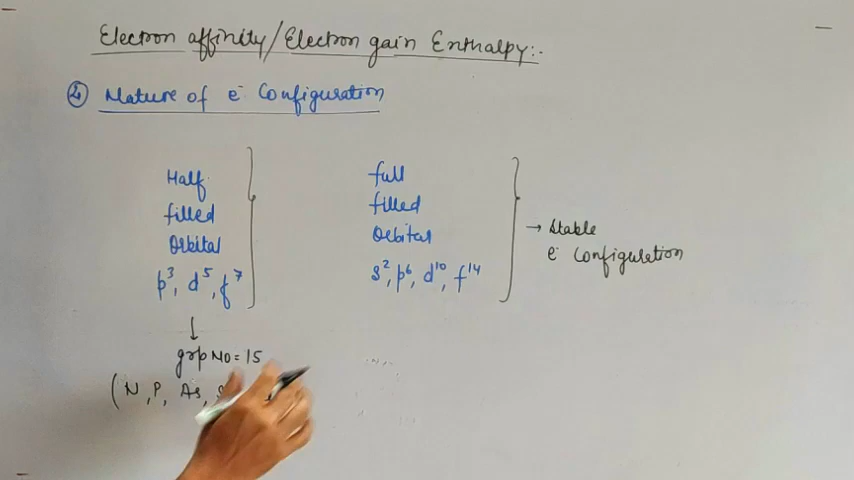 Electron affinity/Electron gain Enthalpy:-
④ Nature of e⁻ Configuration
Half
filled
Orbital
p³, d⁵, f⁷
full
filled
Orbital
s², p⁶, d¹⁰, f¹⁴
→ Stable
e⁻ Configuration
↓
grp NO = 15
(N, P, As,